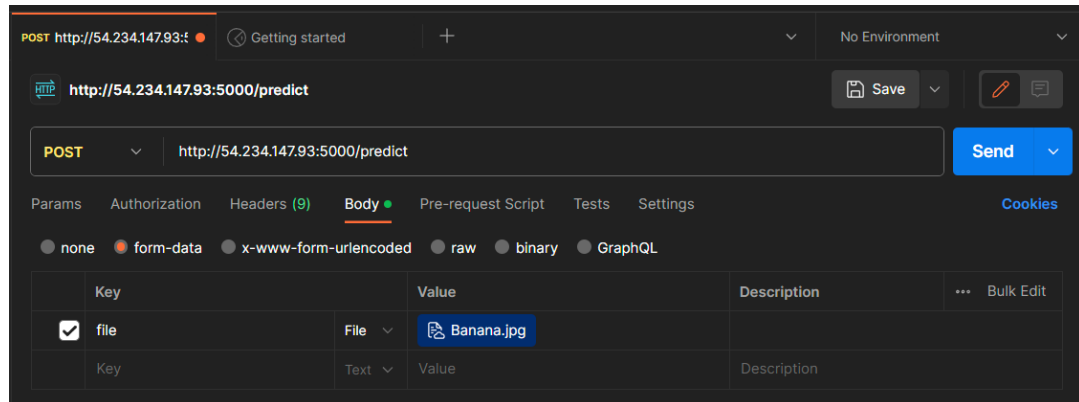 POST http://54.234.147.93:5 Getting started + No Environment
HTTP http://54.234.147.93:5000/predict Save
POST http://54.234.147.93:5000/predict Send
Params Authorization Headers (9) Body Pre-request Script Tests Settings Cookies
none form-data x-www-form-urlencoded raw binary GraphQL
Key Value Description ••• Bulk Edit
file File Banana.jpg
Key Text Value Description